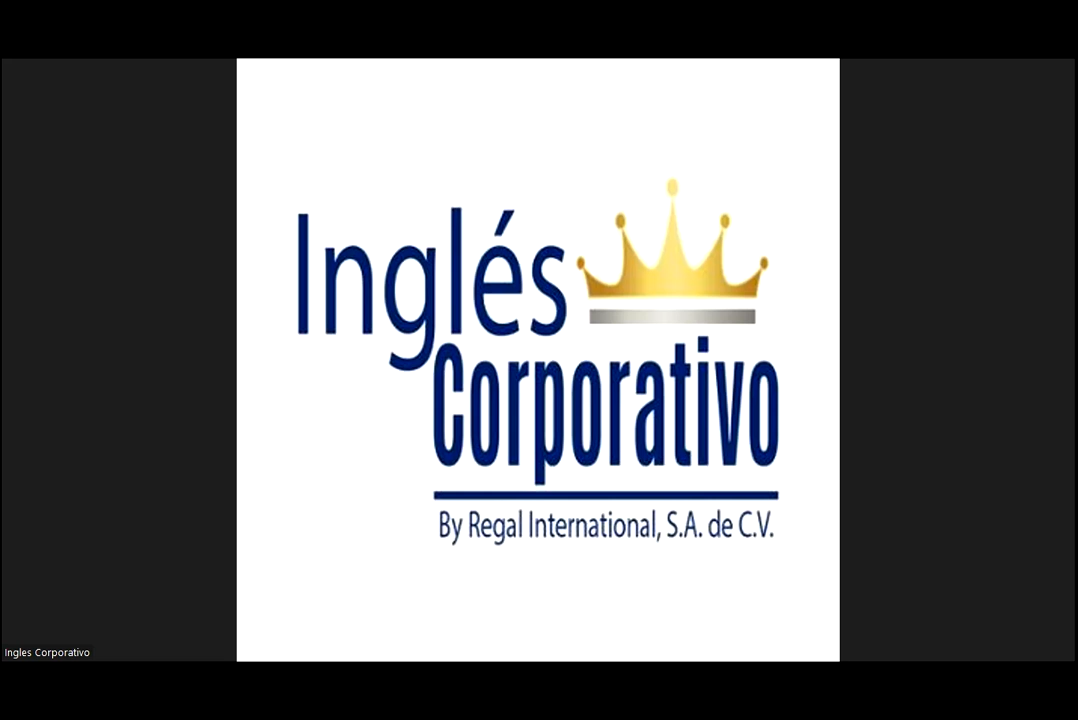 Inglés
Corporativo
By Regal International, S.A. de C.V.
Ingles Corporativo